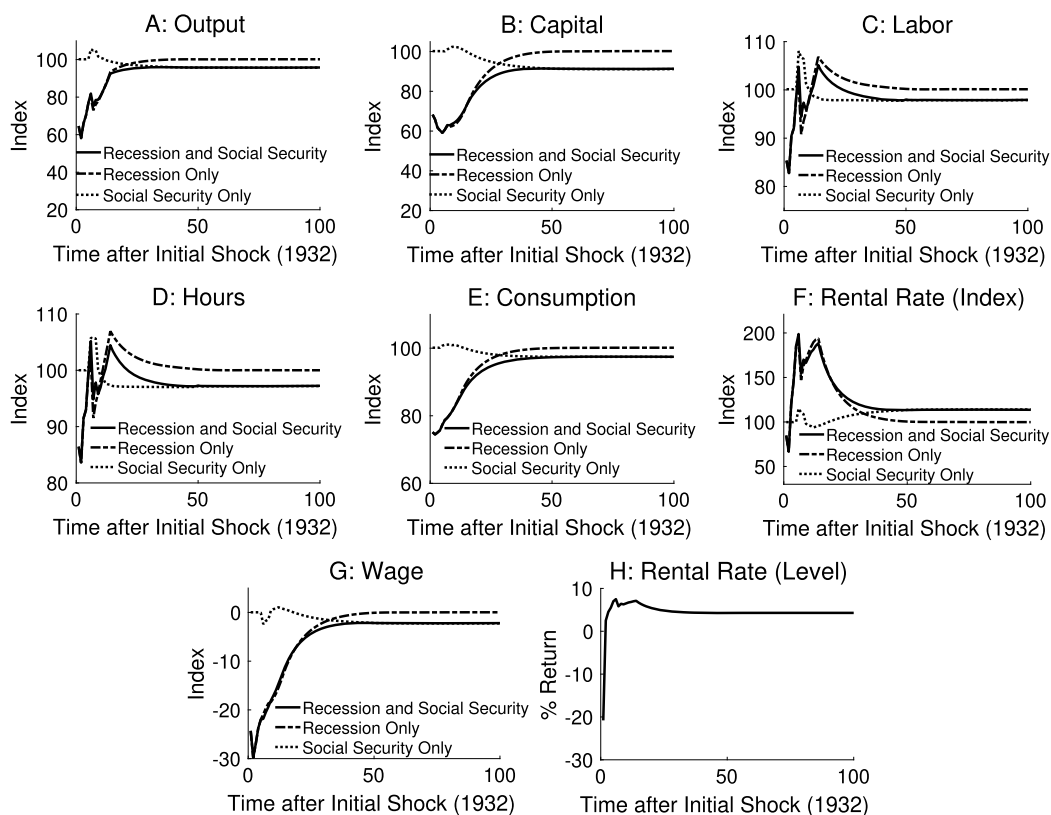 A: Output
B: Capital
C: Labor
Index
100
80
60
40
20
Recession and Social Security
Recession Only
Social Security Only
0
50
100
Time after Initial Shock (1932)
Index
100
80
60
40
20
Recession and Social Security
Recession Only
Social Security Only
0
50
100
Time after Initial Shock (1932)
Index
110
100
90
80
Recession and Social Security
Recession Only
Social Security Only
0
50
100
Time after Initial Shock (1932)
D: Hours
E: Consumption
F: Rental Rate (Index)
Index
110
100
90
80
Recession and Social Security
Recession Only
Social Security Only
0
50
100
Time after Initial Shock (1932)
Index
100
80
60
Recession and Social Security
Recession Only
Social Security Only
0
50
100
Time after Initial Shock (1932)
Index
200
150
100
50
Recession and Social Security
Recession Only
Social Security Only
0
50
100
Time after Initial Shock (1932)
G: Wage
H: Rental Rate (Level)
Index
0
-10
-20
-30
Recession and Social Security
Recession Only
Social Security Only
0
50
100
Time after Initial Shock (1932)
% Return
10
0
-10
-20
-30
0
50
100
Time after Initial Shock (1932)